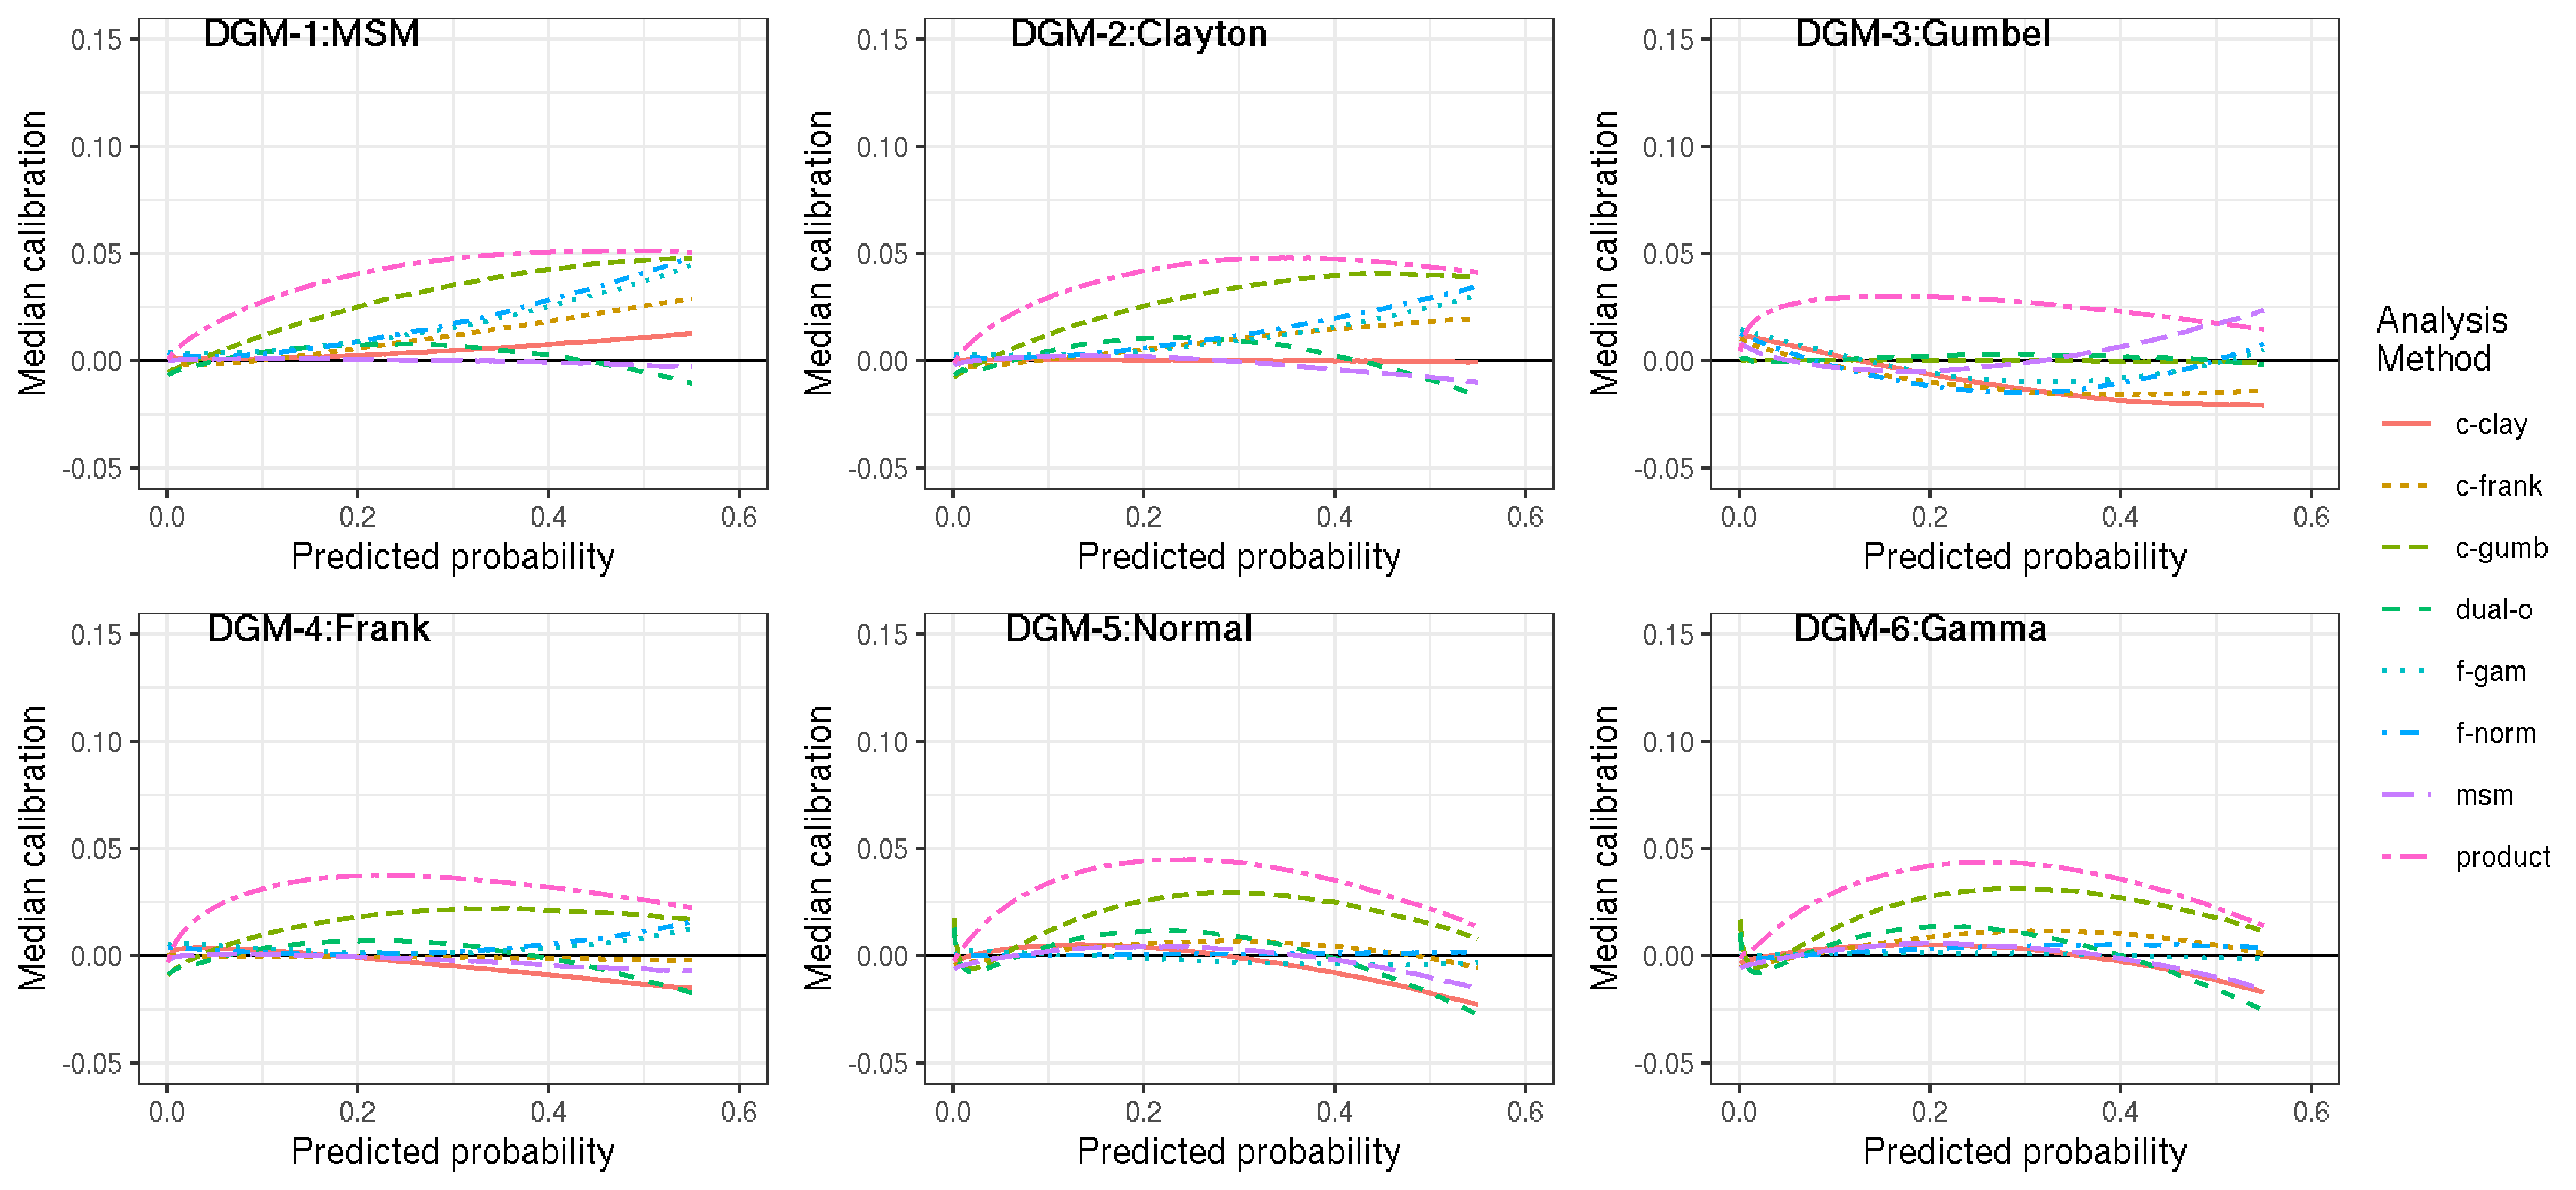 DGM-1:MSM
0.15
0.10
0.05
0.00
-0.05
Median calibration
0.0 0.2 0.4 0.6
Predicted probability
DGM-2:Clayton
0.15
0.10
0.05
0.00
-0.05
Median calibration
0.0 0.2 0.4 0.6
Predicted probability
DGM-3:Gumbel
0.15
0.10
0.05
0.00
-0.05
Median calibration
0.0 0.2 0.4 0.6
Predicted probability
DGM-4:Frank
0.15
0.10
0.05
0.00
-0.05
Median calibration
0.0 0.2 0.4 0.6
Predicted probability
DGM-5:Normal
0.15
0.10
0.05
0.00
-0.05
Median calibration
0.0 0.2 0.4 0.6
Predicted probability
DGM-6:Gamma
0.15
0.10
0.05
0.00
-0.05
Median calibration
0.0 0.2 0.4 0.6
Predicted probability
Analysis
Method
c-clay
c-frank
c-gumb
dual-o
f-gam
f-norm
msm
product